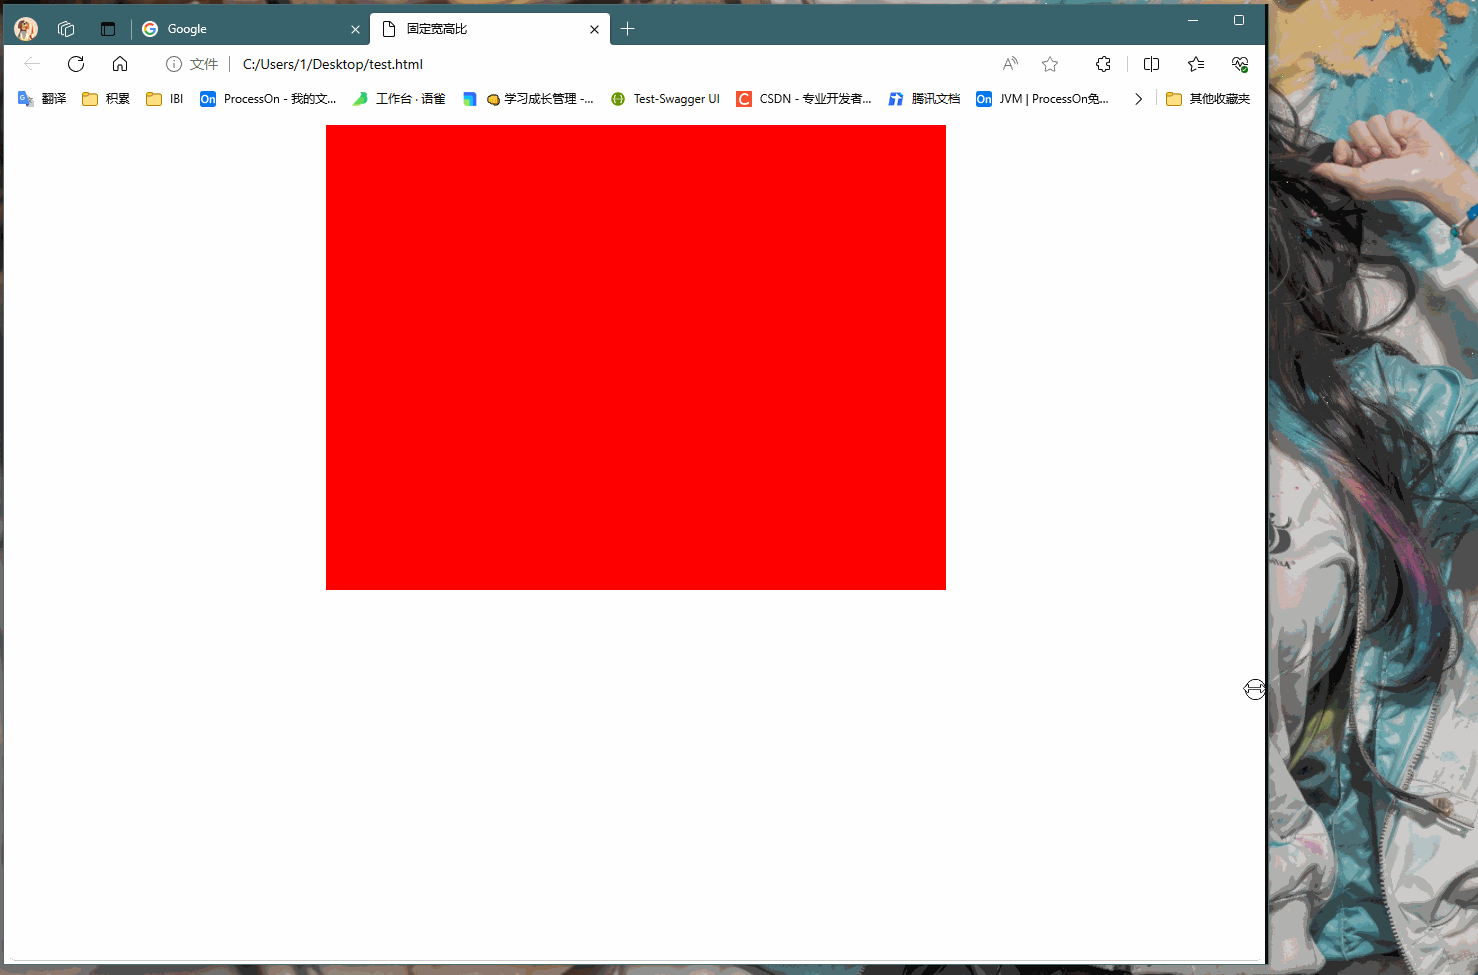 Google
固定宽高比
文件
C:/Users/1/Desktop/test.html
翻译
积累
IBI
On
ProcessOn - 我的文...
工作台 · 语雀
学习成长管理 -...
Test-Swagger UI
C
CSDN - 专业开发者...
腾讯文档
On
JVM | ProcessOn免...
其他收藏夹